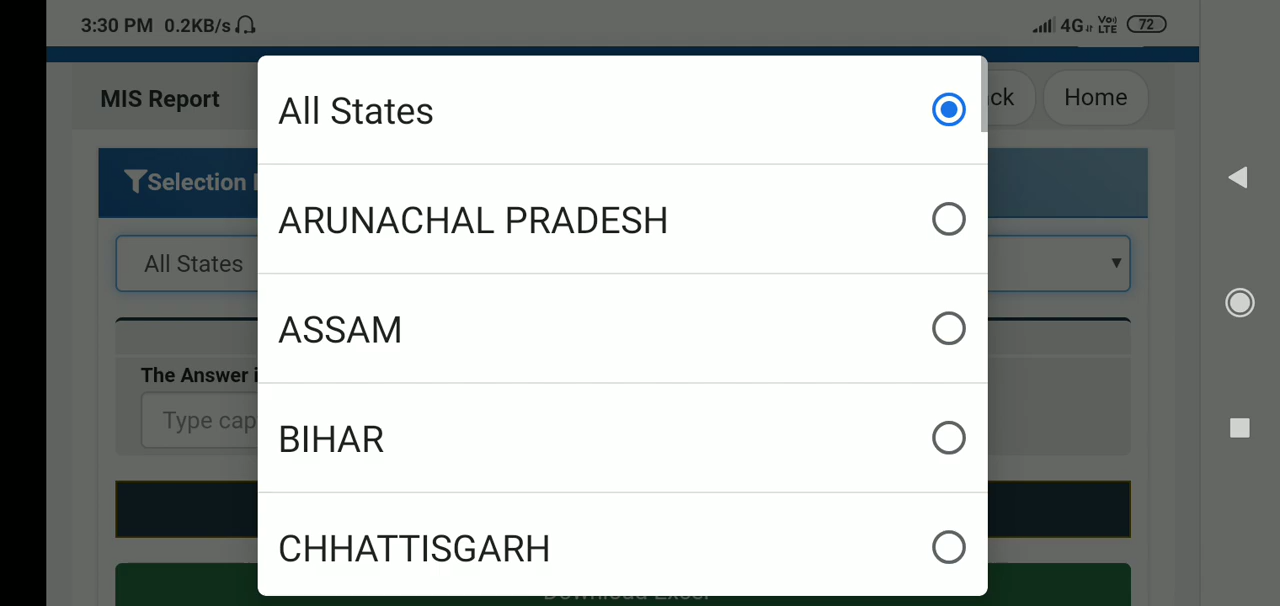 3:30 PM 0.2KB/s
4G Vo) LTE 72
MIS Report
ck
Home
Selection
All States
The Answer i
Type cap
All States
ARUNACHAL PRADESH
ASSAM
BIHAR
CHHATTISGARH